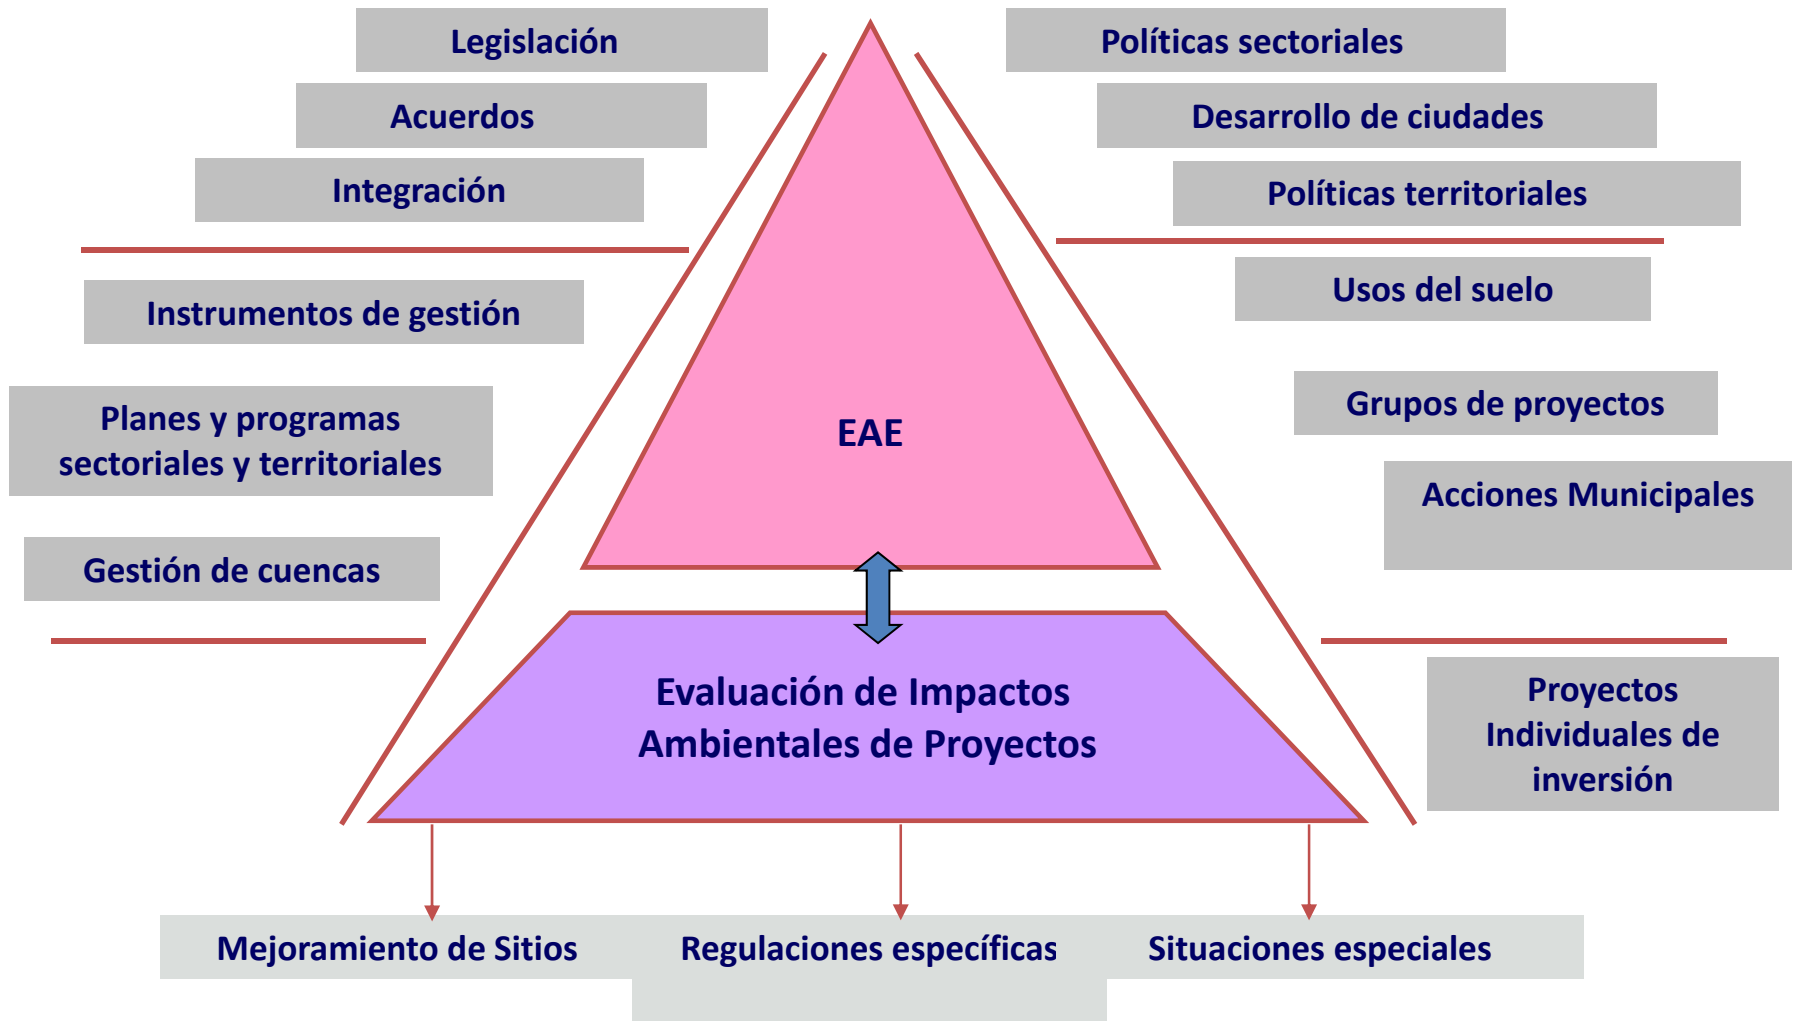 Legislación
Políticas sectoriales
Acuerdos
Desarrollo de ciudades
Integración
Políticas territoriales
Usos del suelo
Instrumentos de gestión
Grupos de proyectos
Planes y programas
sectoriales y territoriales
EAE
Acciones Municipales
Gestión de cuencas
Evaluación de Impactos
Ambientales de Proyectos
Proyectos
Individuales de
inversión
Mejoramiento de Sitios
Regulaciones específicas
Situaciones especiales